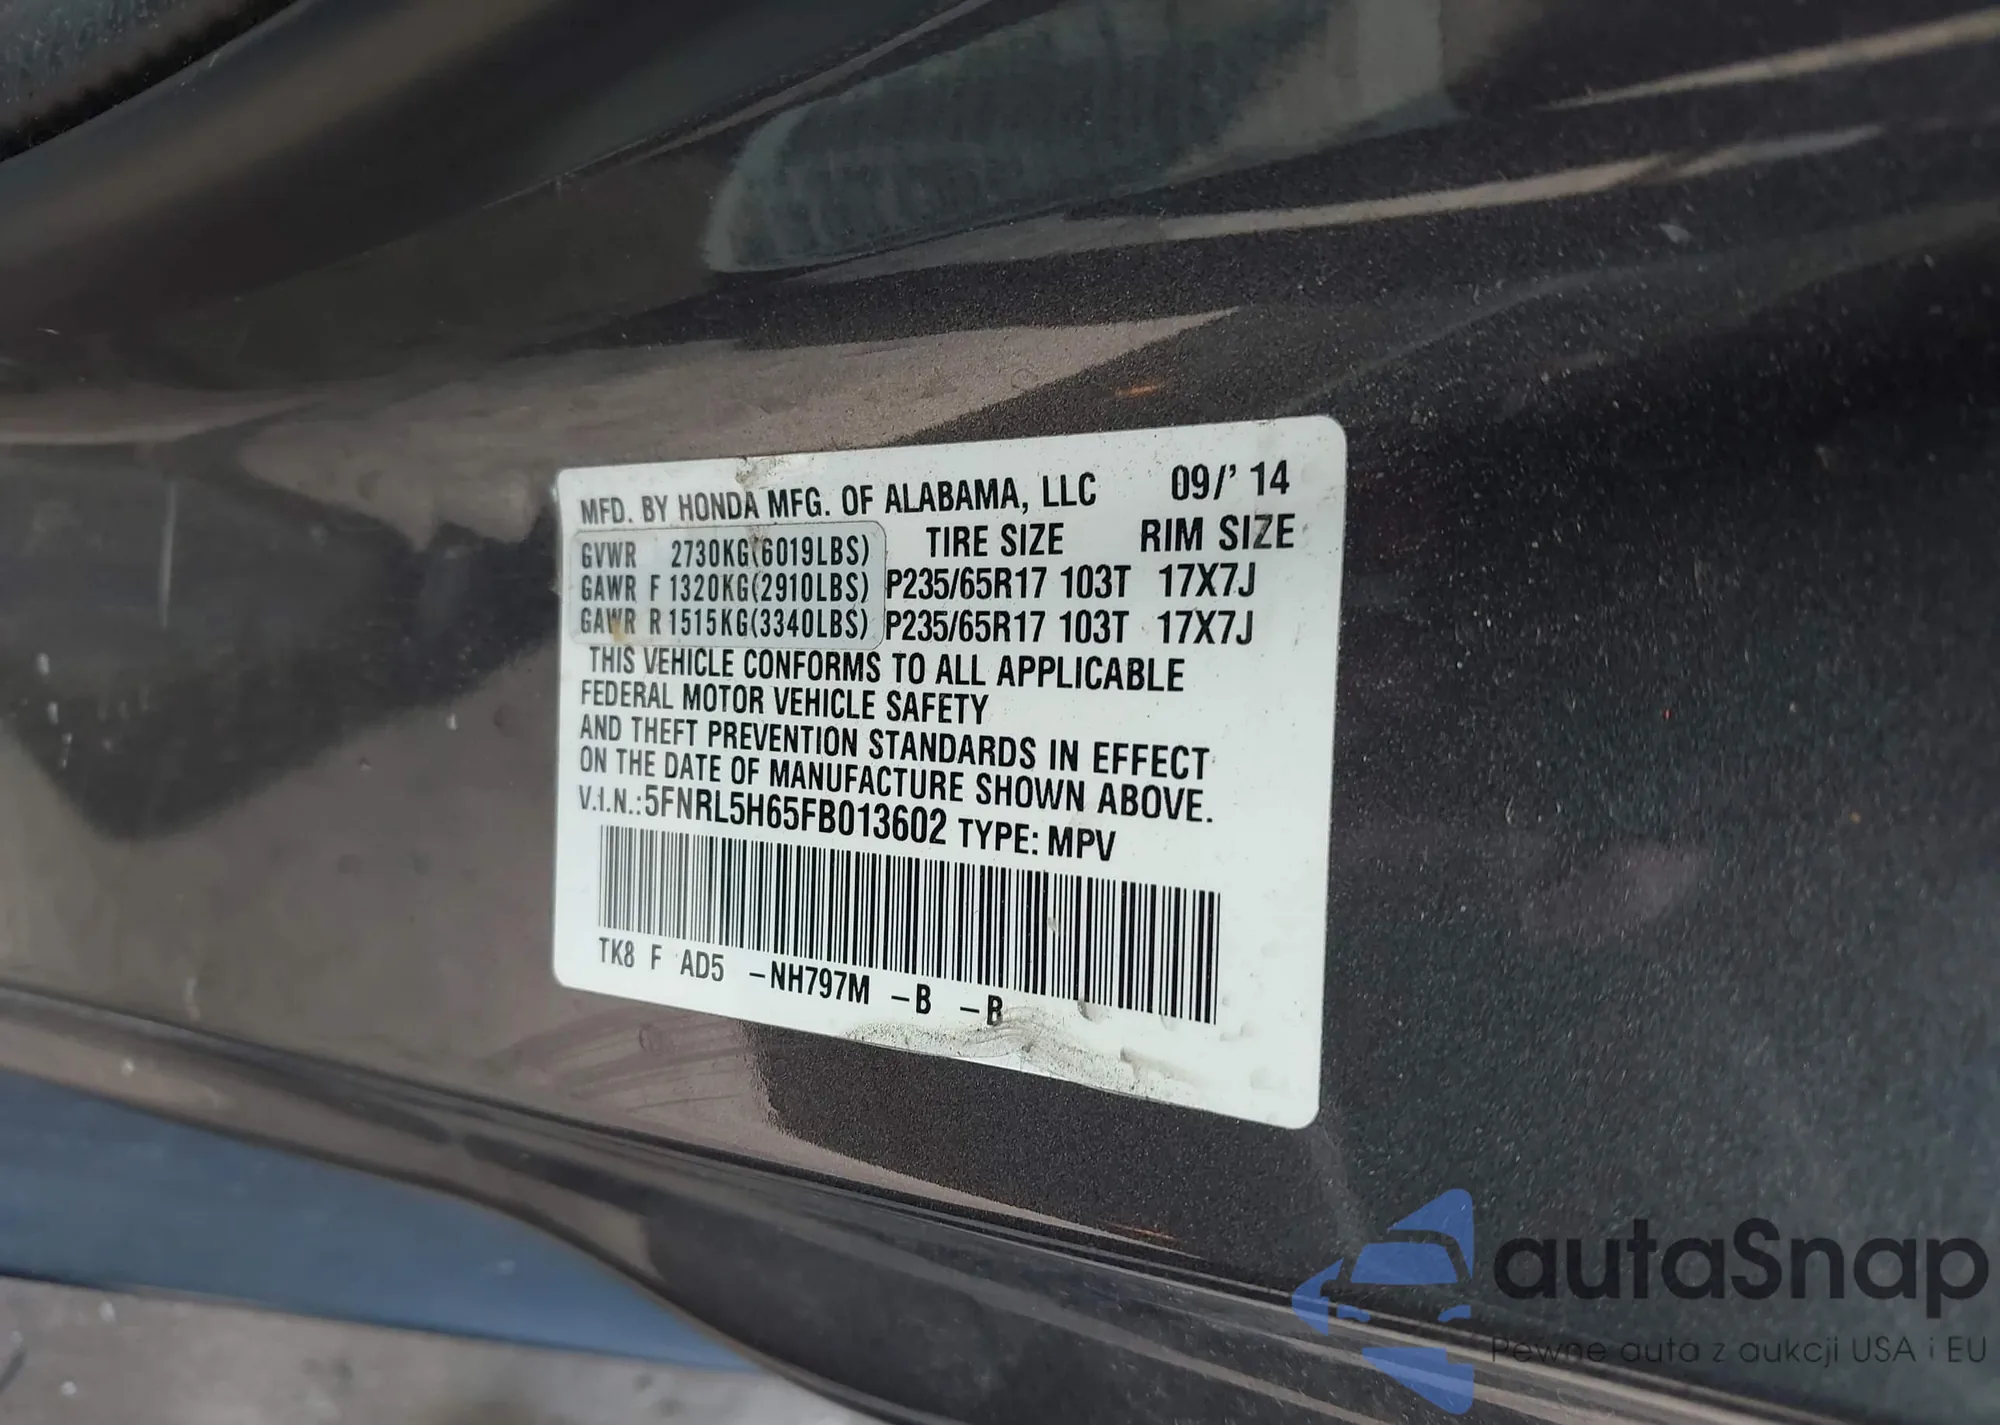 MFD. BY HONDA MFG. OF ALABAMA, LLC 09/' 14
TIRE SIZE RIM SIZE
GVWR 2730KG(6019LBS)
GAWR F 1320KG(2910LBS) P235/65R17 103T 17X7J
GAWR R 1515KG(3340LBS) P235/65R17 103T 17X7J
THIS VEHICLE CONFORMS TO ALL APPLICABLE
FEDERAL MOTOR VEHICLE SAFETY
AND THEFT PREVENTION STANDARDS IN EFFECT
ON THE DATE OF MANUFACTURE SHOWN ABOVE.
V.I.N.:5FNRL5H65FB013602 TYPE: MPV
TK8 F AD5 -NH797M -B -B
autaSnap
Pewne auta z aukcji USA i EU